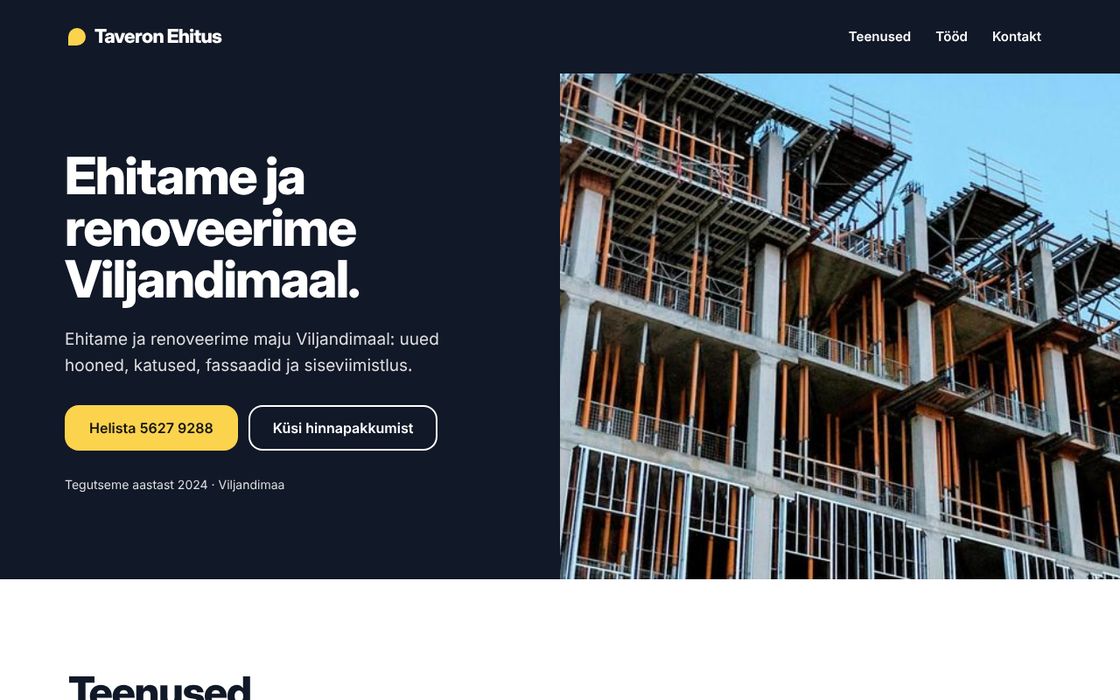 Taveron Ehitus
Teenused Tööd Kontakt
Ehitame ja
renoveerime
Viljandimaal.
Ehitame ja renoveerime maju Viljandimaal: uued
hooned, katused, fassaadid ja siseviimistlus.
Helista 5627 9288
Küsi hinnapakkumist
Tegutseme aastast 2024 · Viljandimaa
Teenused